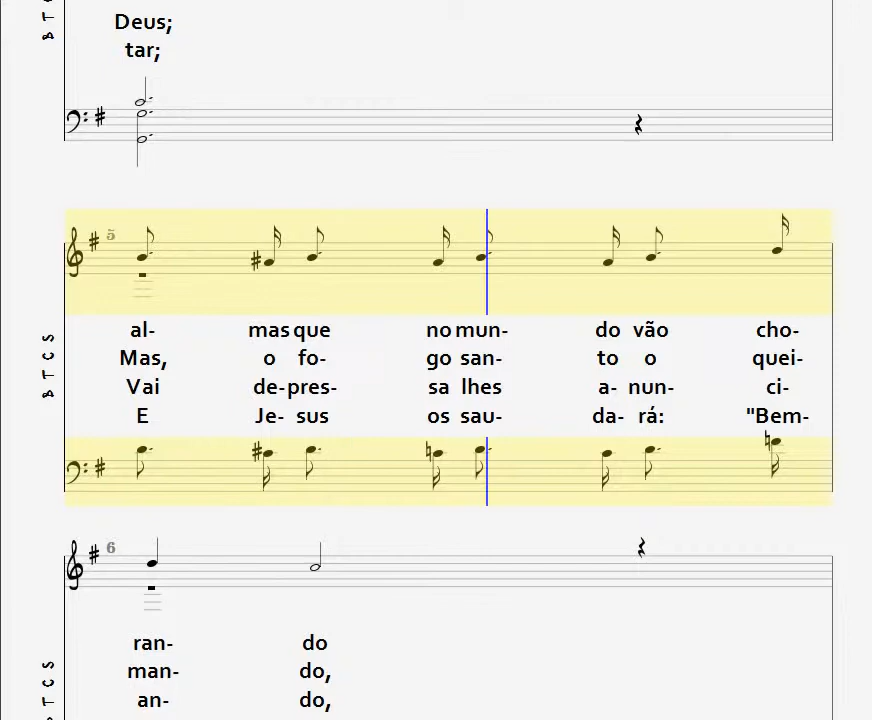 Deus;
tar;
S C T B
5
al- mas que no mun- do vão cho-
Mas, o fo- go san- to o quei-
Vai de- pres- sa lhes a- nun- ci-
E Je- sus os sau- da- rá: "Bem-
6
ran- do
man- do,
an- do,